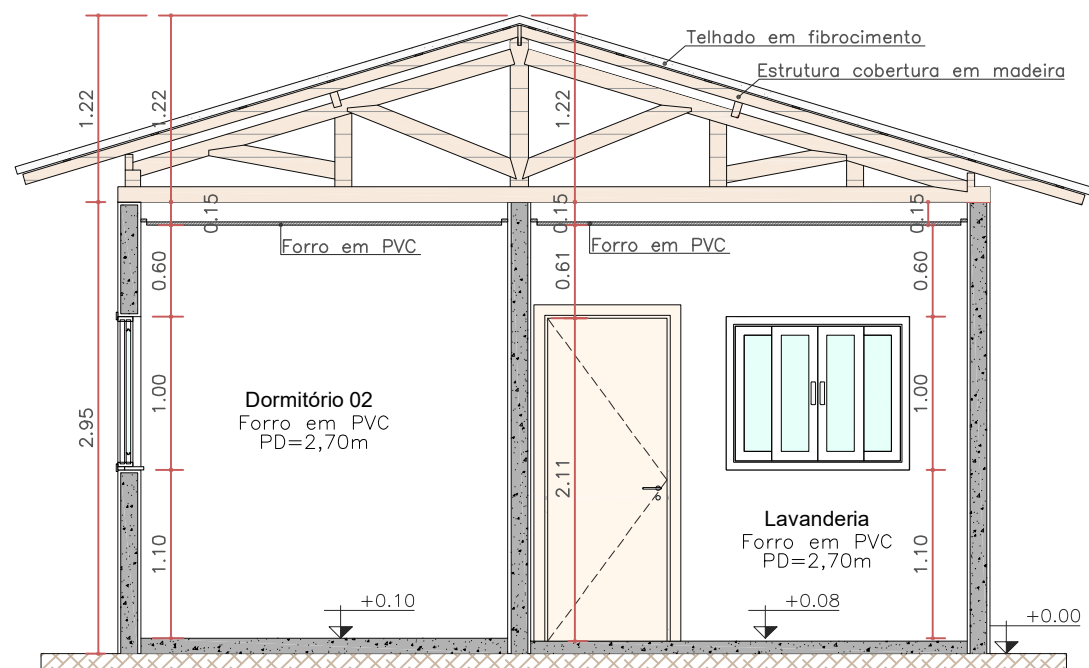 Telhado em fibrocimento
Estrutura cobertura em madeira
1.22
1.22
1.22
0.15
0.15
0.15
Forro em PVC
Forro em PVC
0.60
0.61
0.60
2.95
1.00
1.00
Dormitório 02
Forro em PVC
PD=2,70m
2.11
Lavanderia
Forro em PVC
PD=2,70m
1.10
1.10
+0.10
+0.08
+0.00